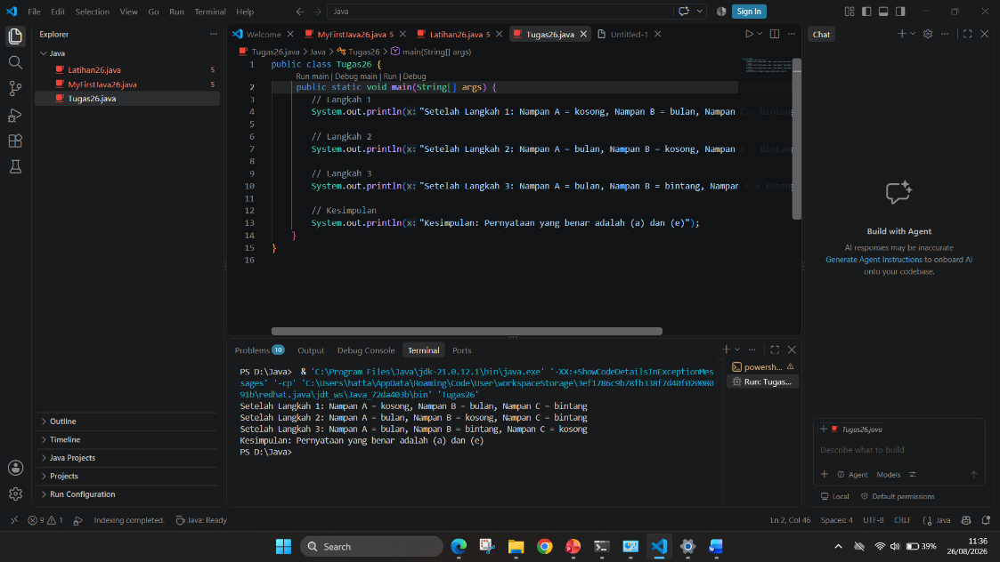 File Edit Selection View Go Run Terminal Help
Java
Sign In
Explorer
Java
Latihan26.java 5
MyFirstJava26.java 5
Tugas26.java
Outline
Timeline
Java Projects
Projects
Run Configuration
Welcome MyFirstJava26.java 5 Latihan26.java 5 Tugas26.java Untitled-1
Tugas26.java > Java > Tugas26 > main(String[] args)
1 public class Tugas26 {
Run main | Debug main | Run | Debug
2 public static void main(String[] args) {
3 // Langkah 1
4 System.out.println(x: "Setelah Langkah 1: Nampan A = kosong, Nampan B = bulan, Nampan C = bintang
5
6 // Langkah 2
7 System.out.println(x: "Setelah Langkah 2: Nampan A = bulan, Nampan B = kosong, Nampan C = bintang
8
9 // Langkah 3
10 System.out.println(x: "Setelah Langkah 3: Nampan A = bulan, Nampan B = bintang, Nampan C = kosong
11
12 // Kesimpulan
13 System.out.println(x: "Kesimpulan: Pernyataan yang benar adalah (a) dan (e)");
14 }
15 }
16
Problems 10 Output Debug Console Terminal Ports
PS D:\Java> & 'C:\Program Files\Java\jdk-21.0.12.1\bin\java.exe' '-XX:+ShowCodeDetailsInExceptionMes
sages' '-cp' 'C:\Users\hatta\AppData\Roaming\Code\User\workspaceStorage\3ef1786c9b78fb338f7d40f0200080
91b\redhat.java\jdt_ws\Java_72da403b\bin' 'Tugas26'
Setelah Langkah 1: Nampan A = kosong, Nampan B = bulan, Nampan C = bintang
Setelah Langkah 2: Nampan A = bulan, Nampan B = kosong, Nampan C = bintang
Setelah Langkah 3: Nampan A = bulan, Nampan B = bintang, Nampan C = kosong
Kesimpulan: Pernyataan yang benar adalah (a) dan (e)
PS D:\Java>
powersh...
Run: Tugas...
Chat
Build with Agent
AI responses may be inaccurate
Generate Agent Instructions to onboard AI
onto your codebase.
Tugas26.java
Describe what to build
Agent Models
Local Default permissions
9 1 Indexing completed. Java: Ready
Ln 2, Col 46 Spaces: 4 UTF-8 CRLF {} Java
Search
39%
11:36
26/08/2026